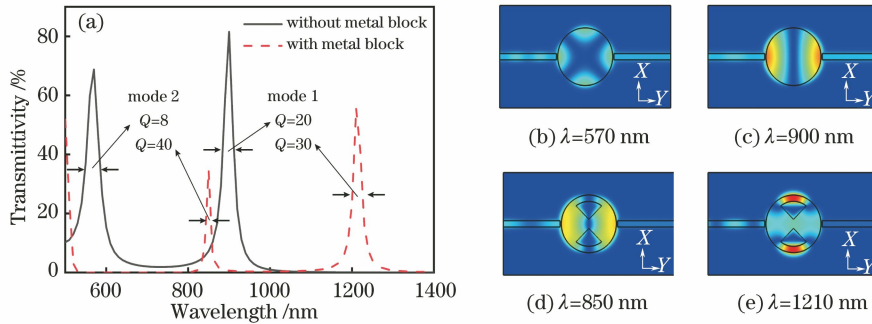 (a)
without metal block
with metal block
mode 2
Q=8
Q=40
mode 1
Q=20
Q=30
Transmittivity /%
80
60
40
20
0
600
800
1000
1200
1400
Wavelength /nm
X
Y
(b) λ=570 nm
X
Y
(c) λ=900 nm
X
Y
(d) λ=850 nm
X
Y
(e) λ=1210 nm